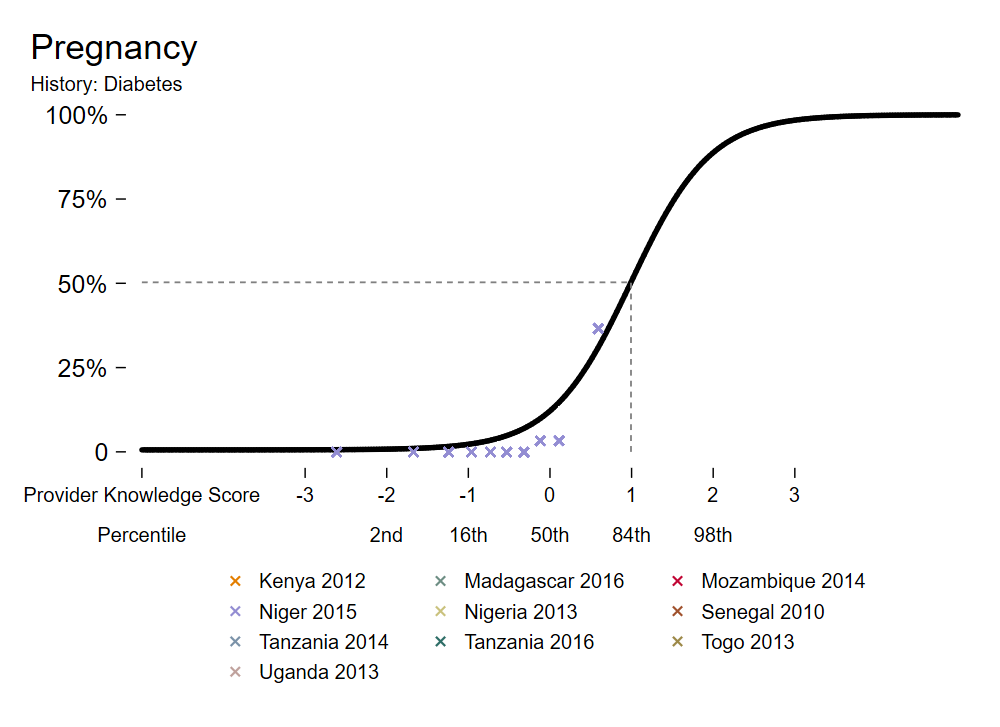 Pregnancy
History: Diabetes
100%
75%
50%
25%
0
Provider Knowledge Score -3 -2 -1 0 1 2 3
Percentile 2nd 16th 50th 84th 98th
Kenya 2012 Madagascar 2016 Mozambique 2014
Niger 2015 Nigeria 2013 Senegal 2010
Tanzania 2014 Tanzania 2016 Togo 2013
Uganda 2013